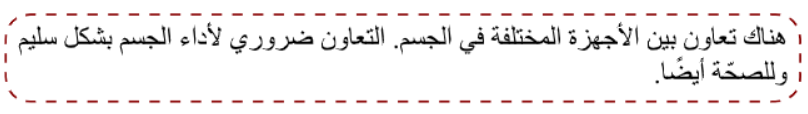 هناك تعاون بين الأجهزة المختلفة في الجسم. التعاون ضروري لأداء الجسم بشكل سليم
وللصحّة أيضًا.